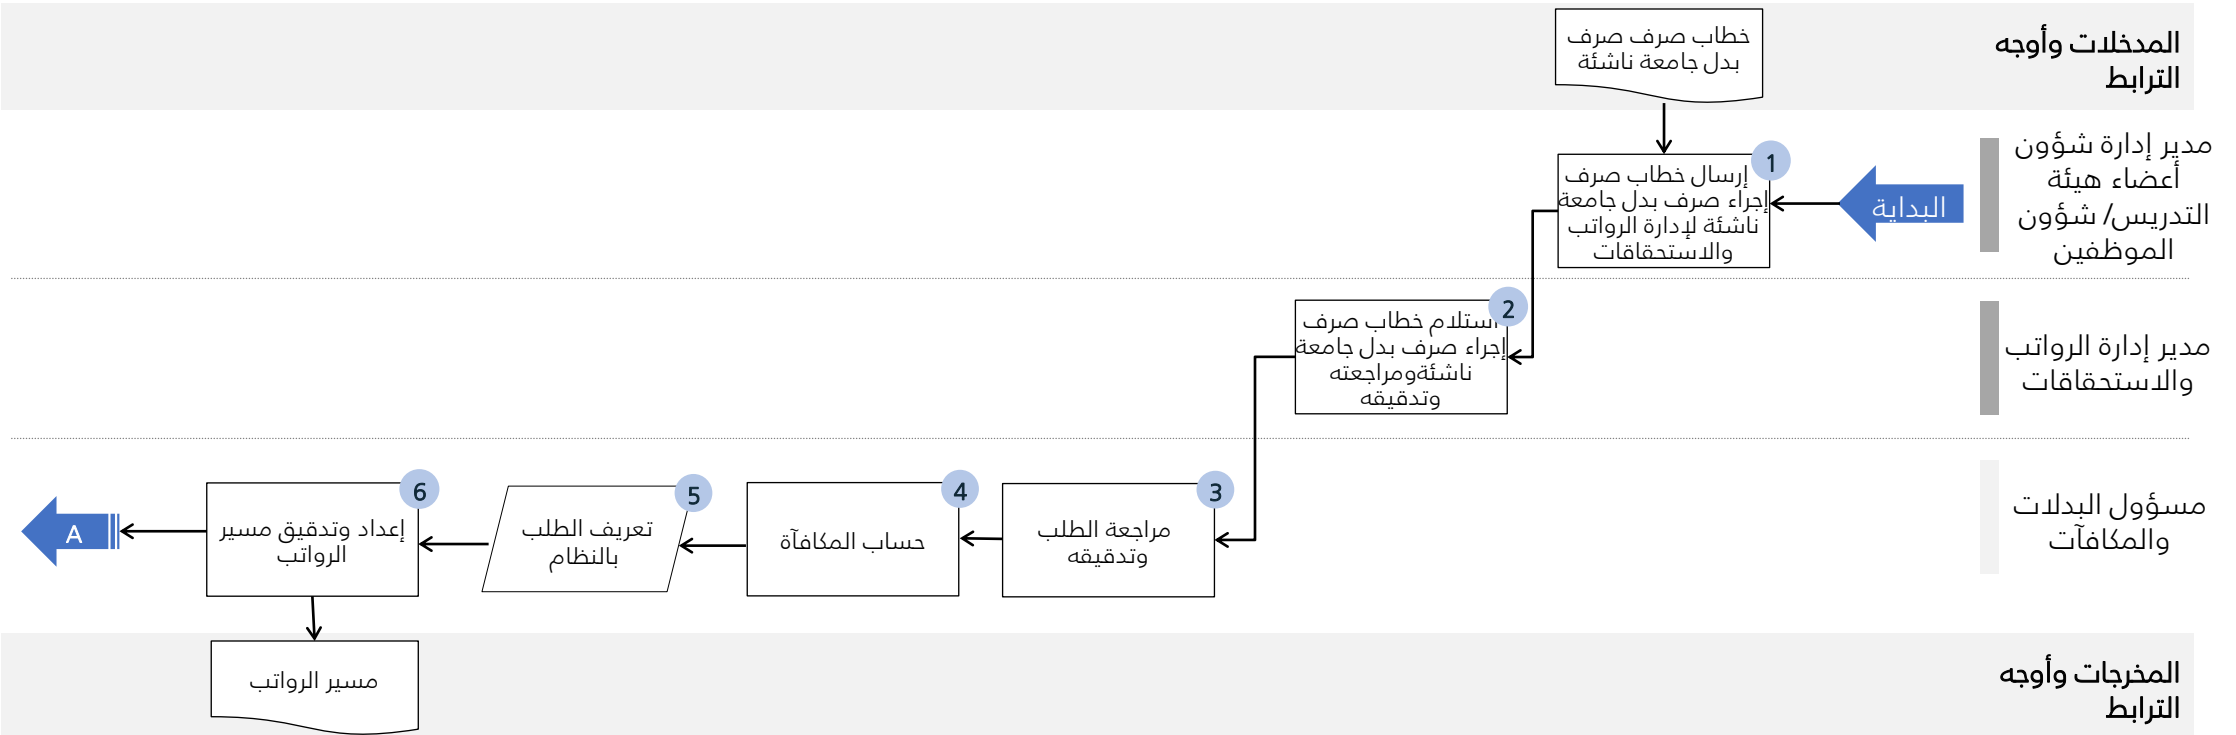 المدخلات وأوجه
الترابط
خطاب صرف صرف
بدل جامعة ناشئة
مدير إدارة شؤون
أعضاء هيئة
التدريس/ شؤون
الموظفين
البداية
1
إرسال خطاب صرف
إجراء صرف بدل جامعة
ناشئة لإدارة الرواتب
والاستحقاقات
مدير إدارة الرواتب
والاستحقاقات
2
استلام خطاب صرف
إجراء صرف بدل جامعة
ناشئةومراجعته
وتدقيقه
مسؤول البدلات
والمكافآت
3
مراجعة الطلب
وتدقيقه
4
حساب المكافآة
5
تعريف الطلب
بالنظام
6
إعداد وتدقيق مسير
الرواتب
A
المخرجات وأوجه
الترابط
مسير الرواتب